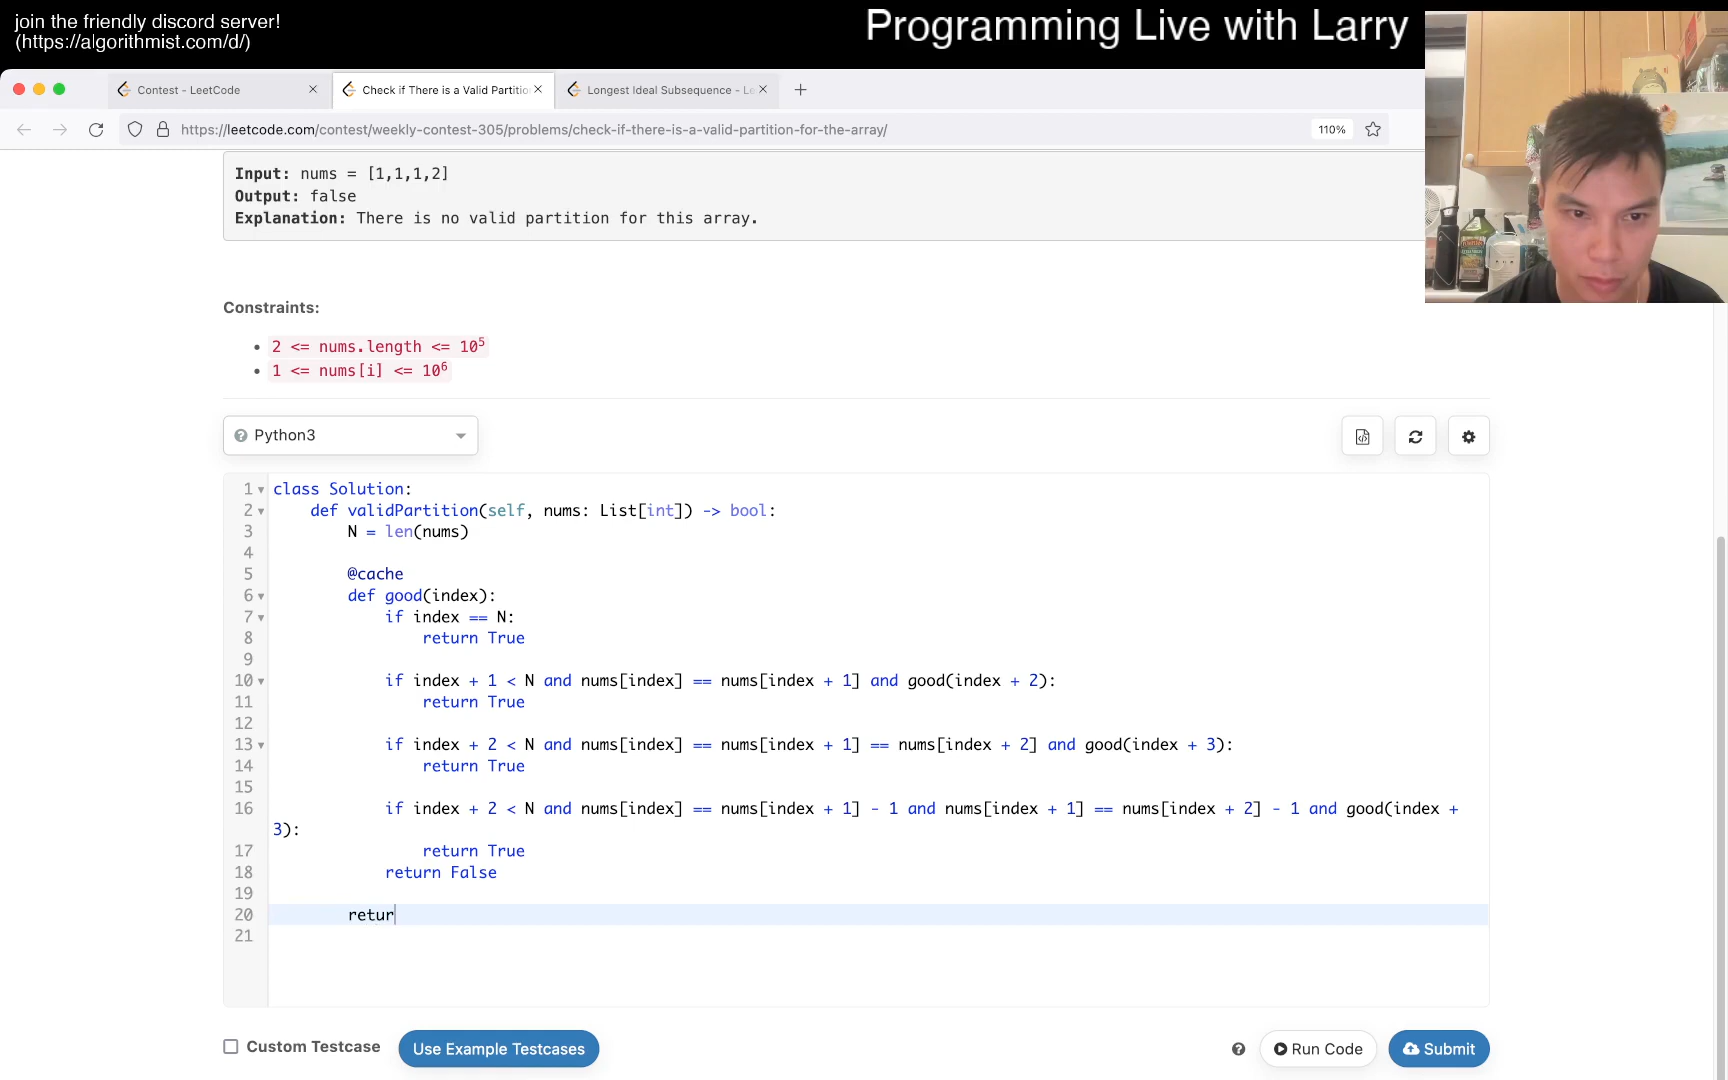 join the friendly discord server!
(https://algorithmist.com/d/)
Programming Live with Larry
Contest - LeetCode
Check if There is a Valid Partitio
Longest Ideal Subsequence - Le
https://leetcode.com/contest/weekly-contest-305/problems/check-if-there-is-a-valid-partition-for-the-array/
110%
Input: nums = [1,1,1,2]
Output: false
Explanation: There is no valid partition for this array.
Constraints:
2 <= nums.length <= 10^5
1 <= nums[i] <= 10^6
Python3
1 class Solution:
2     def validPartition(self, nums: List[int]) -> bool:
3         N = len(nums)
4
5         @cache
6         def good(index):
7             if index == N:
8                 return True
9
10             if index + 1 < N and nums[index] == nums[index + 1] and good(index + 2):
11                 return True
12
13             if index + 2 < N and nums[index] == nums[index + 1] == nums[index + 2] and good(index + 3):
14                 return True
15
16             if index + 2 < N and nums[index] == nums[index + 1] - 1 and nums[index + 1] == nums[index + 2] - 1 and good(index +
3):
17                 return True
18             return False
19
20         retur
21
Custom Testcase
Use Example Testcases
Run Code
Submit